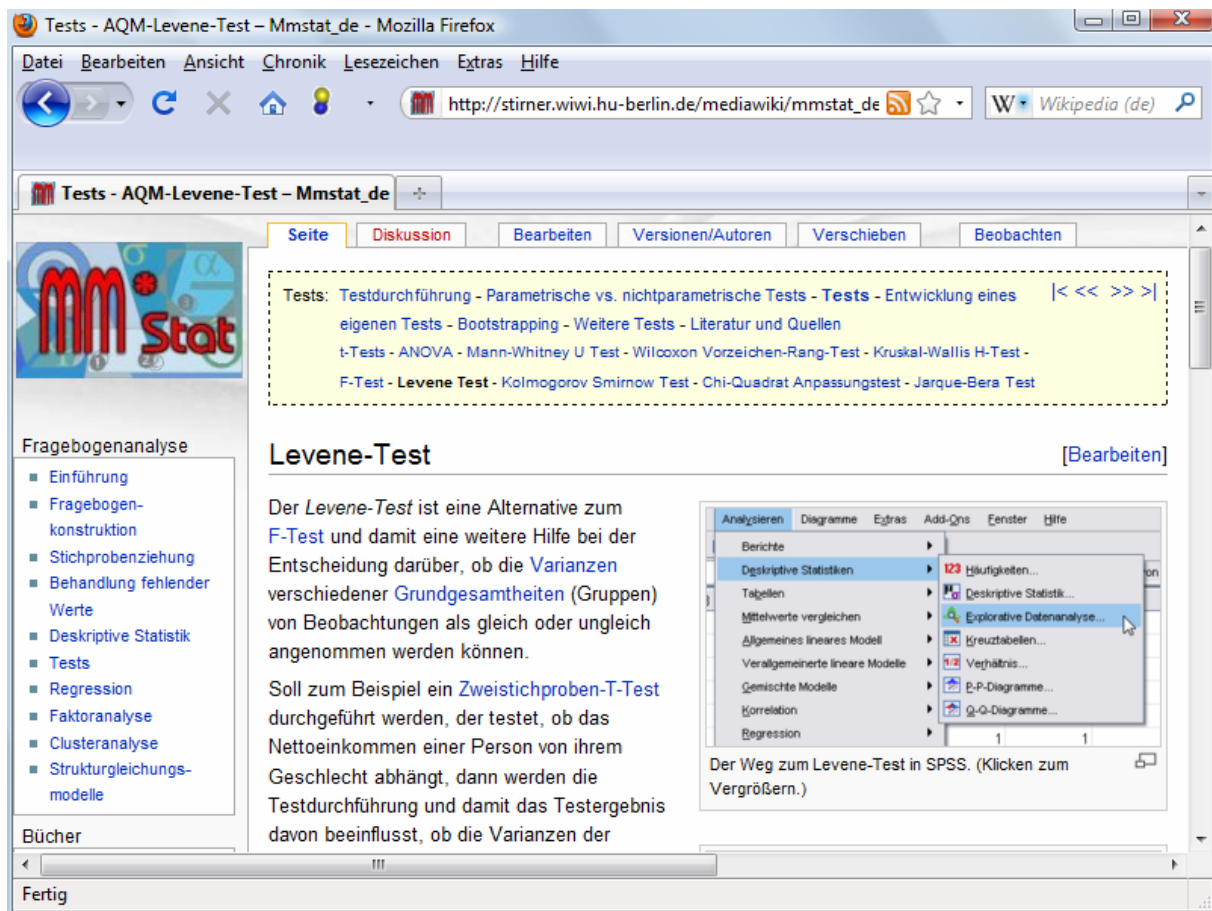 Tests - AQM-Levene-Test – Mmstat_de - Mozilla Firefox
Datei Bearbeiten Ansicht Chronik Lesezeichen Extras Hilfe
http://stirner.wiwi.hu-berlin.de/mediawiki/mmstat_de
W Wikipedia (de)
Tests - AQM-Levene-Test – Mmstat_de
Seite Diskussion Bearbeiten Versionen/Autoren Verschieben Beobachten
MM*
Stat
Tests: Testdurchführung - Parametrische vs. nichtparametrische Tests - Tests - Entwicklung eines |< << >> >|
eigenen Tests - Bootstrapping - Weitere Tests - Literatur und Quellen
t-Tests - ANOVA - Mann-Whitney U Test - Wilcoxon Vorzeichen-Rang-Test - Kruskal-Wallis H-Test -
F-Test - Levene Test - Kolmogorov Smirnow Test - Chi-Quadrat Anpassungstest - Jarque-Bera Test
Fragebogenanalyse
Einführung
Fragebogen-
konstruktion
Stichprobenziehung
Behandlung fehlender
Werte
Deskriptive Statistik
Tests
Regression
Faktoranalyse
Clusteranalyse
Strukturgleichungs-
modelle
Bücher
Levene-Test [Bearbeiten]
Der Levene-Test ist eine Alternative zum
F-Test und damit eine weitere Hilfe bei der
Entscheidung darüber, ob die Varianzen
verschiedener Grundgesamtheiten (Gruppen)
von Beobachtungen als gleich oder ungleich
angenommen werden können.
Soll zum Beispiel ein Zweistichproben-T-Test
durchgeführt werden, der testet, ob das
Nettoeinkommen einer Person von ihrem
Geschlecht abhängt, dann werden die
Testdurchführung und damit das Testergebnis
davon beeinflusst, ob die Varianzen der
Analysieren Diagramme Extras Add-Ons Fenster Hilfe
Berichte
Deskriptive Statistiken
Tabellen
Mittelwerte vergleichen
Allgemeines lineares Modell
Verallgemeinerte lineare Modelle
Gemischte Modelle
Korrelation
Regression
123 Häufigkeiten...
Deskriptive Statistik...
Explorative Datenanalyse...
Kreuztabellen...
1/2 Verhältnis...
P-P-Diagramme...
Q-Q-Diagramme...
von
1 1
Der Weg zum Levene-Test in SPSS. (Klicken zum
Vergrößern.)
Fertig